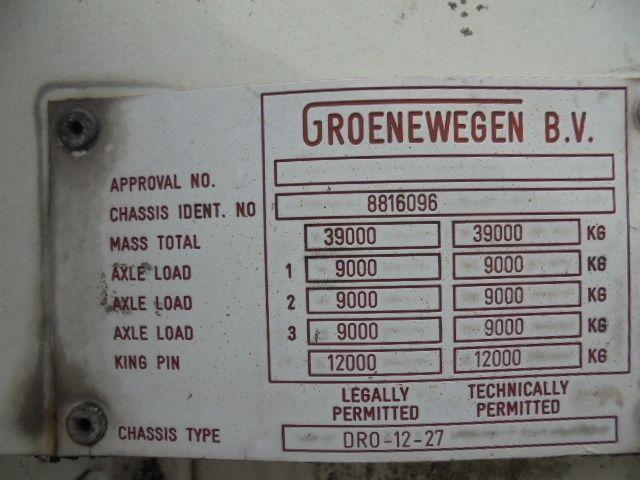 GROENEWEGEN B.V.
APPROVAL NO.
CHASSIS IDENT. NO 8816096
MASS TOTAL 39000 39000 KG
AXLE LOAD 1 9000 9000 KG
AXLE LOAD 2 9000 9000 KG
AXLE LOAD 3 9000 9000 KG
KING PIN 12000 12000 KG
LEGALLY PERMITTED TECHNICALLY PERMITTED
CHASSIS TYPE DRO-12-27